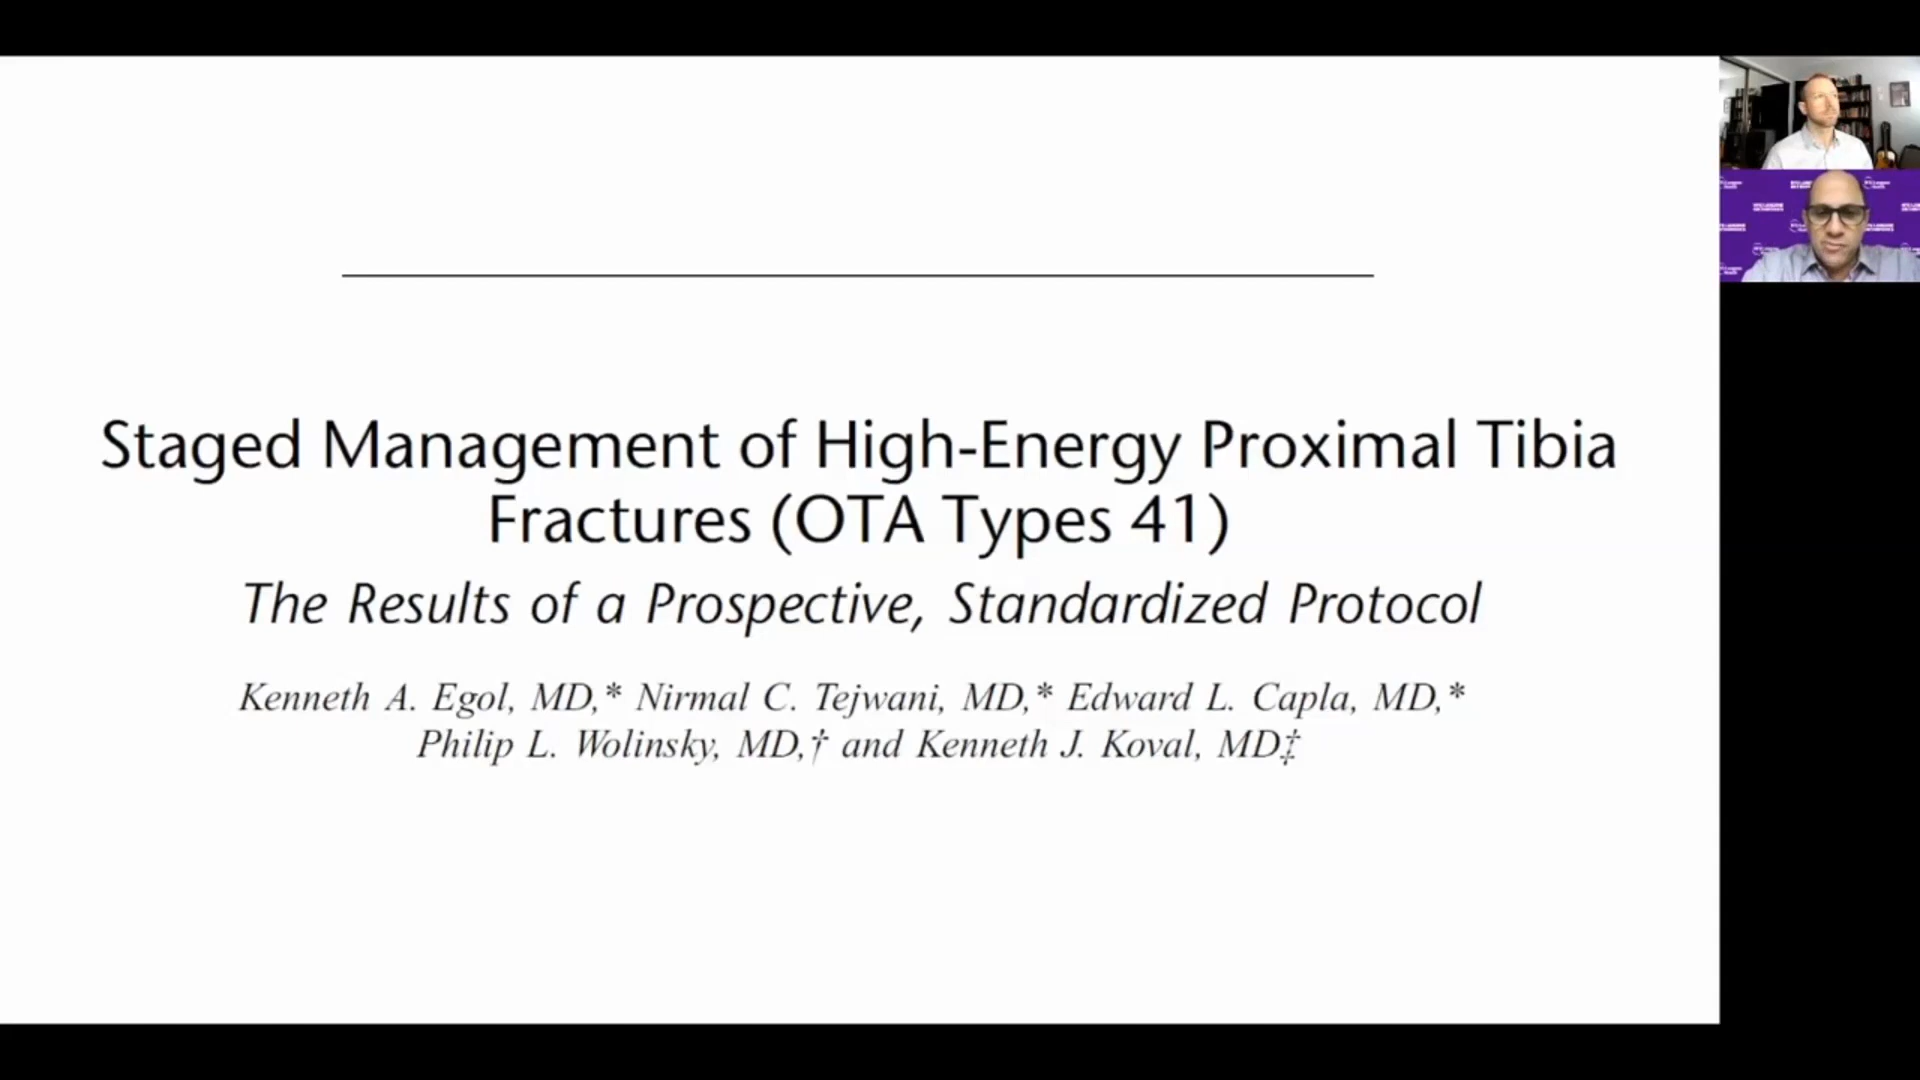 Staged Management of High-Energy Proximal Tibia
Fractures (OTA Types 41)
The Results of a Prospective, Standardized Protocol
Kenneth A. Egol, MD,* Nirmal C. Tejwani, MD,* Edward L. Capla, MD,*
Philip L. Wolinsky, MD,† and Kenneth J. Koval, MD‡